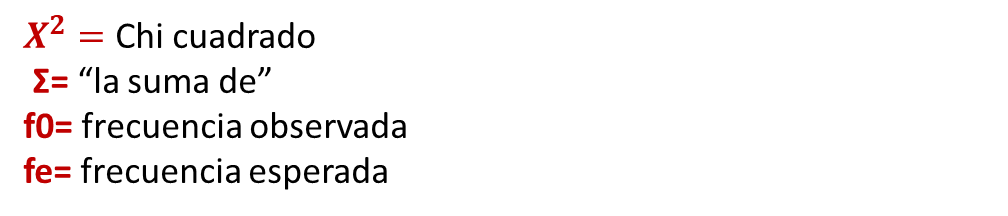 X² = Chi cuadrado
Σ= “la suma de”
f0= frecuencia observada
fe= frecuencia esperada